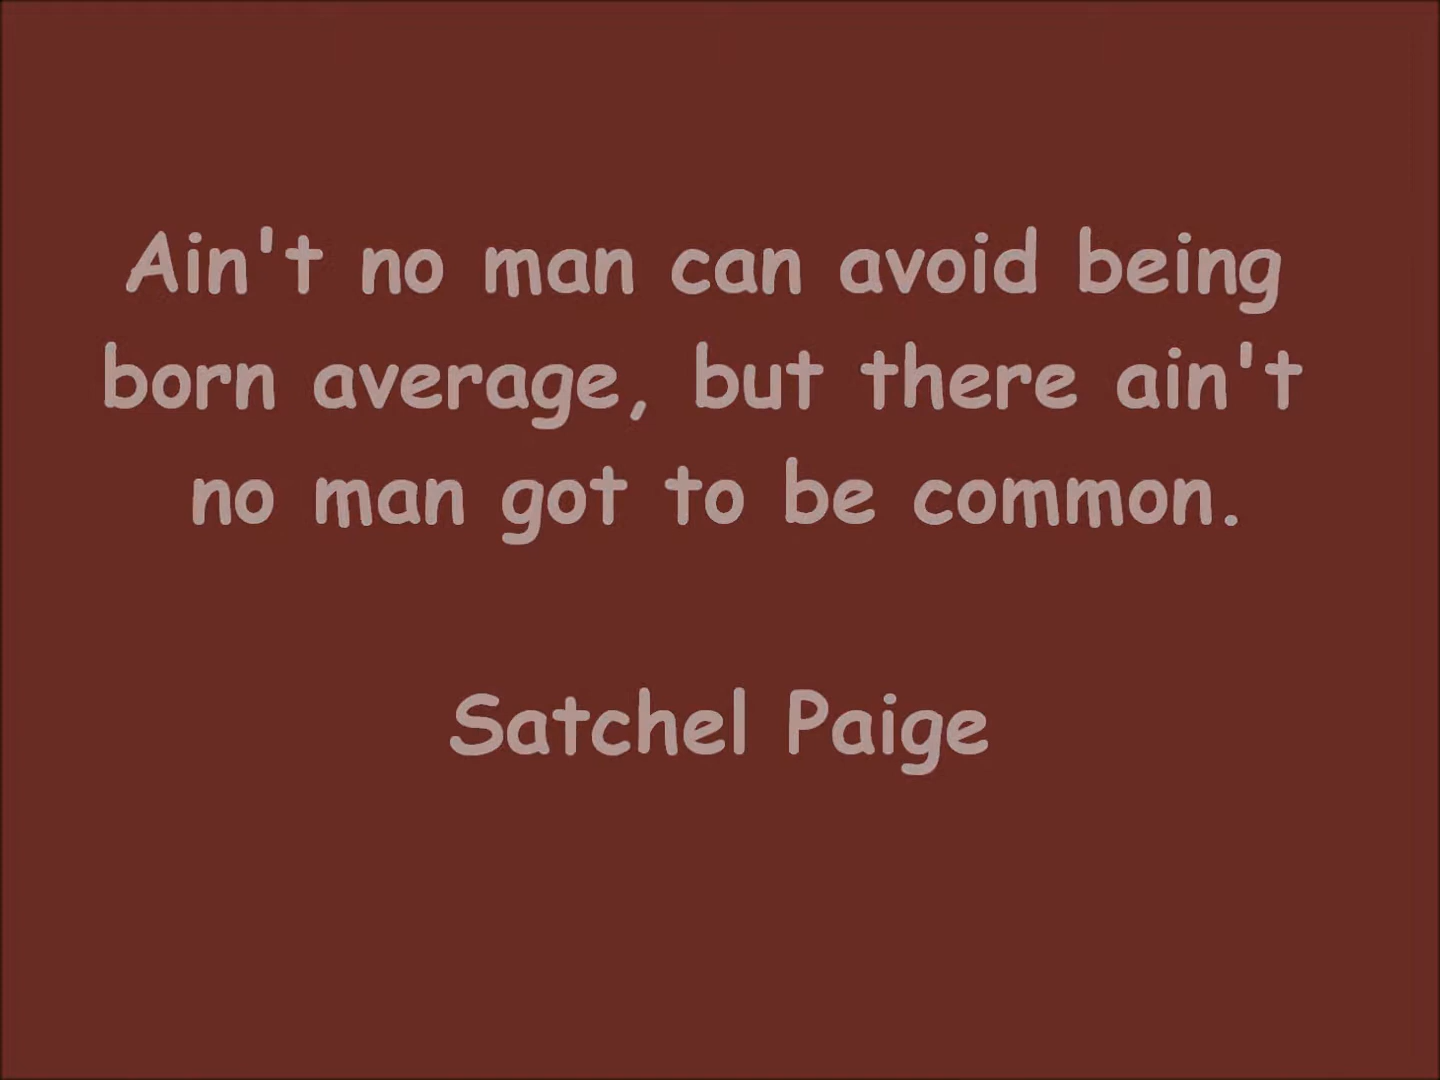 Ain't no man can avoid being
born average, but there ain't
no man got to be common.
Satchel Paige